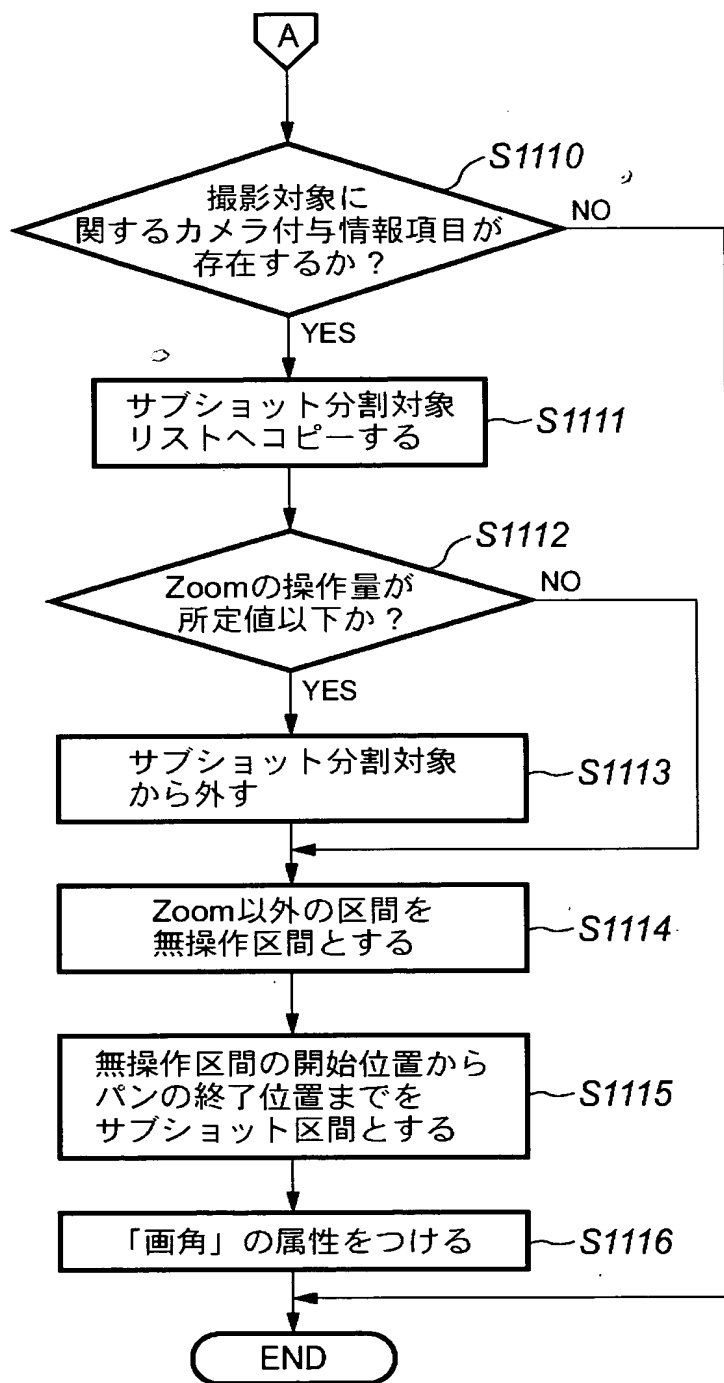 A
S1110
撮影対象に
関するカメラ付与情報項目が
存在するか？
NO
YES
サブショット分割対象
リストへコピーする
S1111
S1112
Zoomの操作量が
所定値以下か？
NO
YES
サブショット分割対象
から外す
S1113
Zoom以外の区間を
無操作区間とする
S1114
無操作区間の開始位置から
パンの終了位置までを
サブショット区間とする
S1115
「画角」の属性をつける
S1116
END